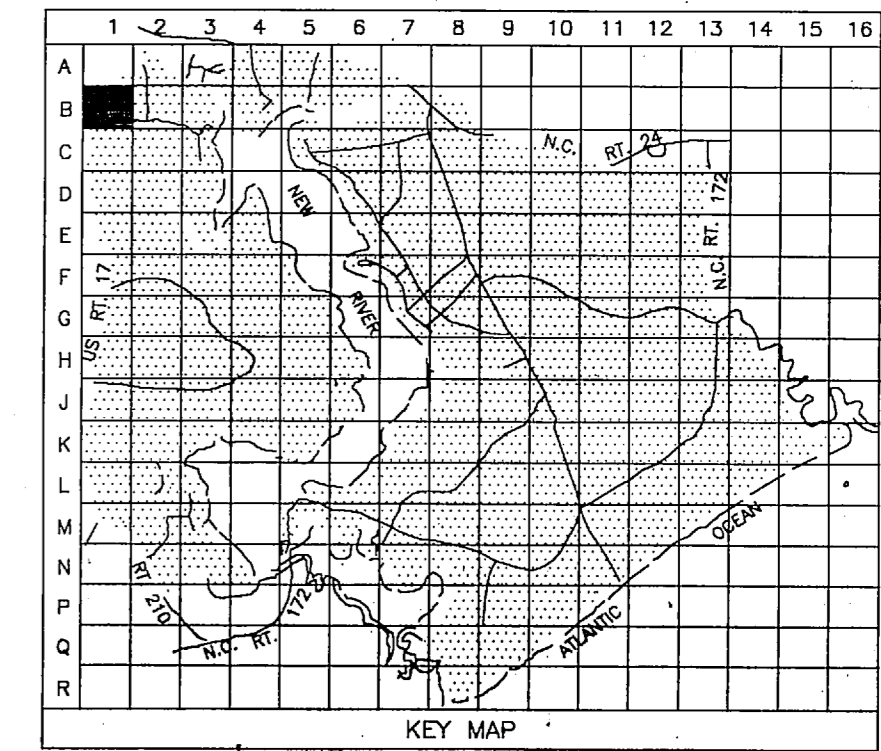 1 2 3 4 5 6 7 8 9 10 11 12 13 14 15 16
A
B
C
D
E
F
G
H
J
K
L
M
N
P
Q
R
N.C. RT. 24
N.C. RT. 172
NEW RIVER
US RT. 17
RT 210
N.C. RT. 172
ATLANTIC OCEAN
KEY MAP